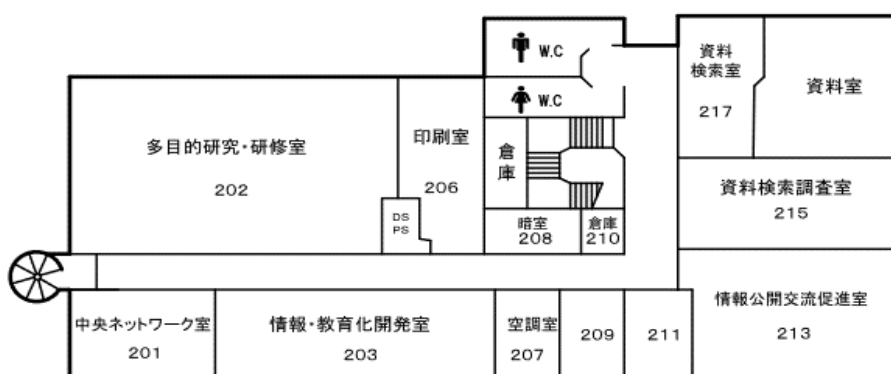 W.C
W.C
資料
検索室
217
資料室
多目的研究・研修室
202
印刷室
206
倉庫
DS
PS
暗室
208
倉庫
210
資料検索調査室
215
中央ネットワーク室
201
情報・教育化開発室
203
空調室
207
209
211
情報公開交流促進室
213